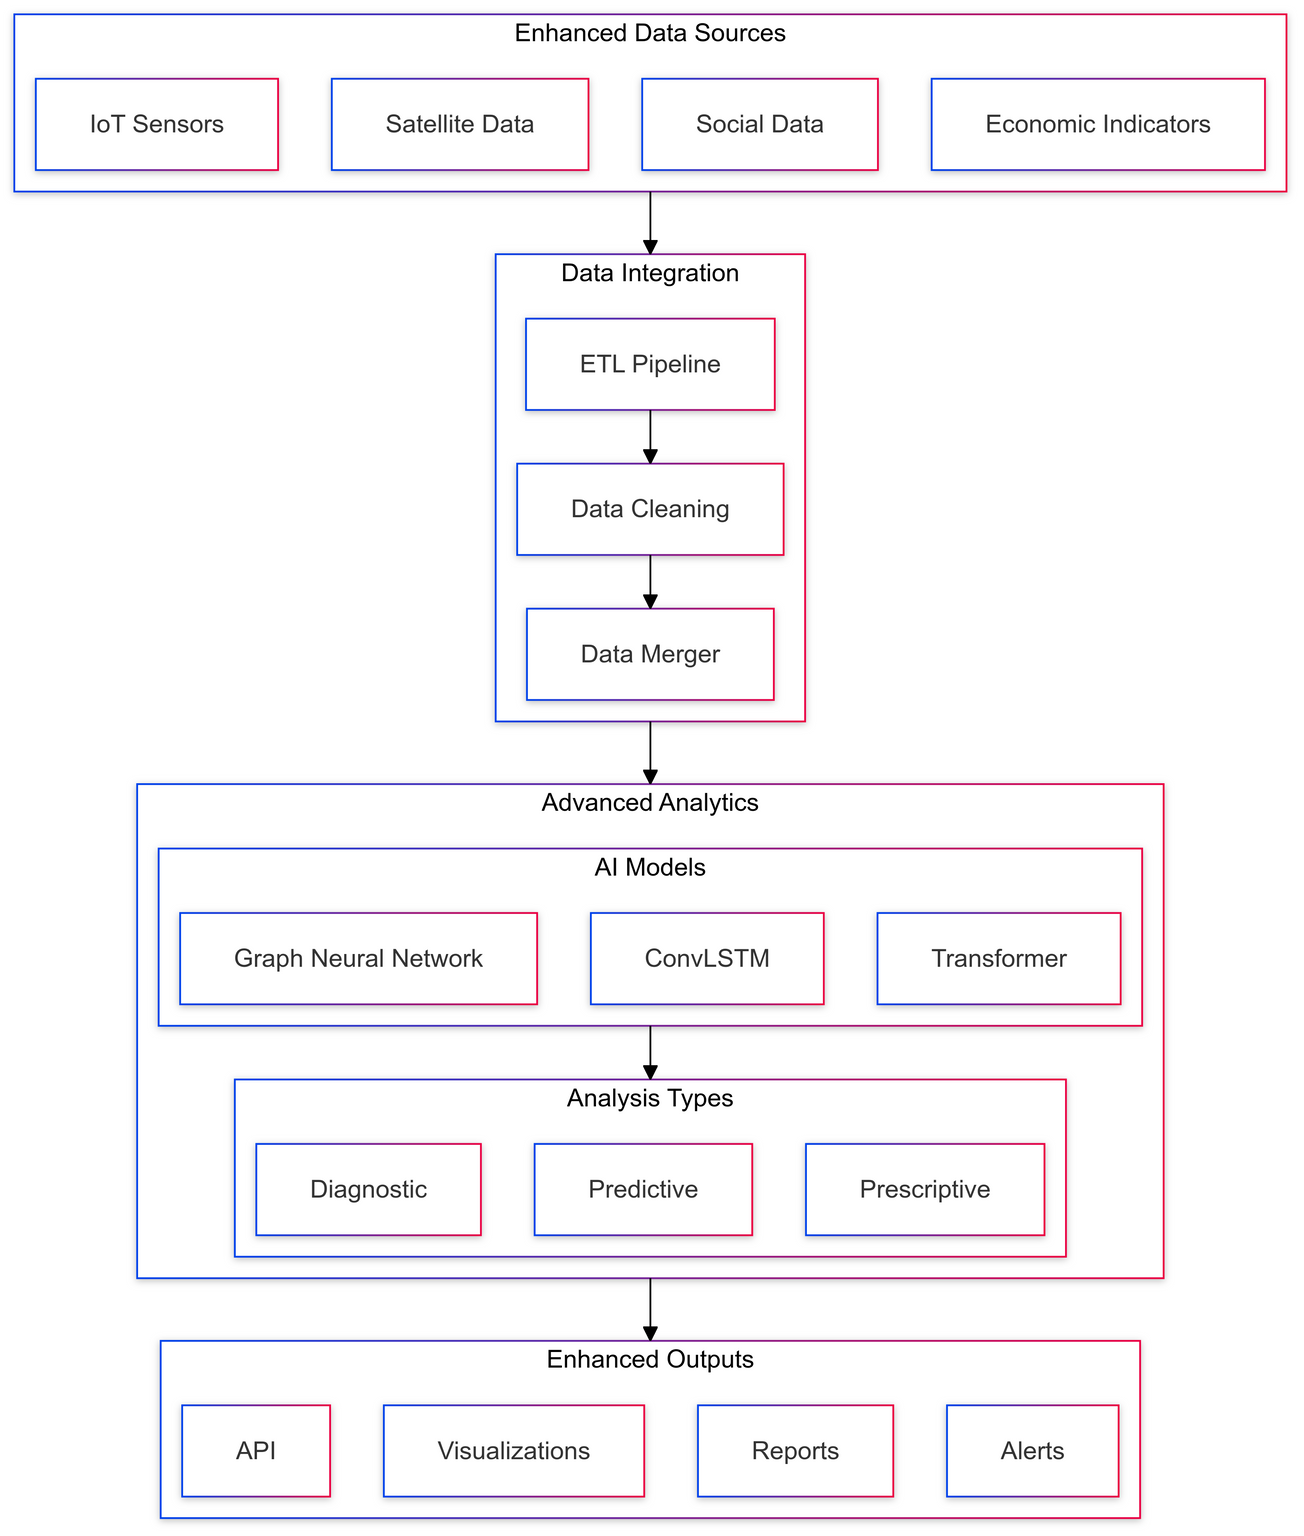 Enhanced Data Sources
IoT Sensors
Satellite Data
Social Data
Economic Indicators
Data Integration
ETL Pipeline
Data Cleaning
Data Merger
Advanced Analytics
AI Models
Graph Neural Network
ConvLSTM
Transformer
Analysis Types
Diagnostic
Predictive
Prescriptive
Enhanced Outputs
API
Visualizations
Reports
Alerts